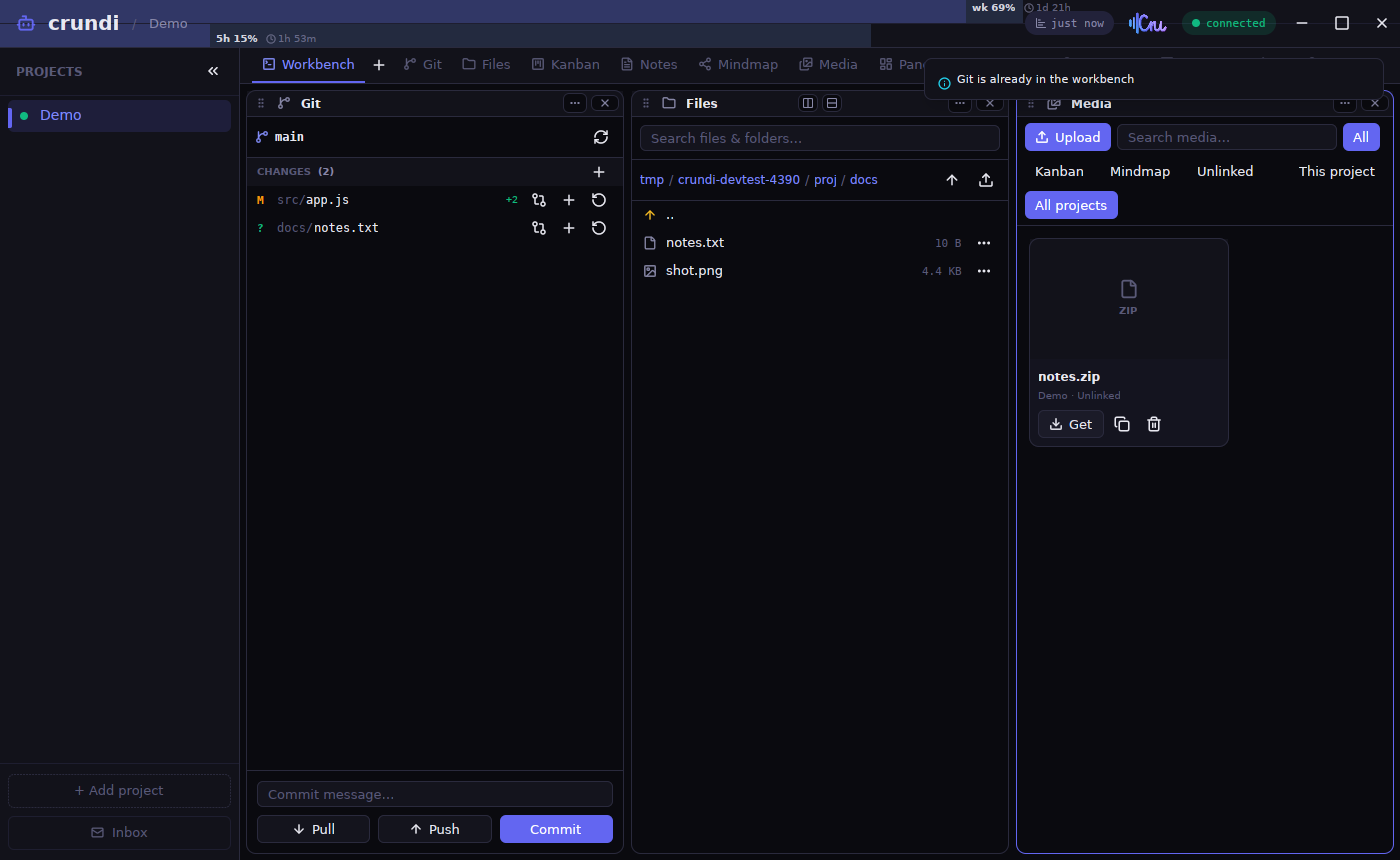 crundi / Demo
wk 69% 1d 21h
5h 15% 1h 53m
just now
Cru
connected
PROJECTS
Demo
+ Add project
Inbox
Workbench
Git
Files
Kanban
Notes
Mindmap
Media
Git is already in the workbench
Git
main
CHANGES (2)
M src/app.js +2
? docs/notes.txt
Commit message...
Pull
Push
Commit
Files
Search files & folders...
tmp / crundi-devtest-4390 / proj / docs
..
notes.txt 10 B
shot.png 4.4 KB
Media
Upload
Search media...
All
Kanban
Mindmap
Unlinked
This project
All projects
ZIP
notes.zip
Demo · Unlinked
Get